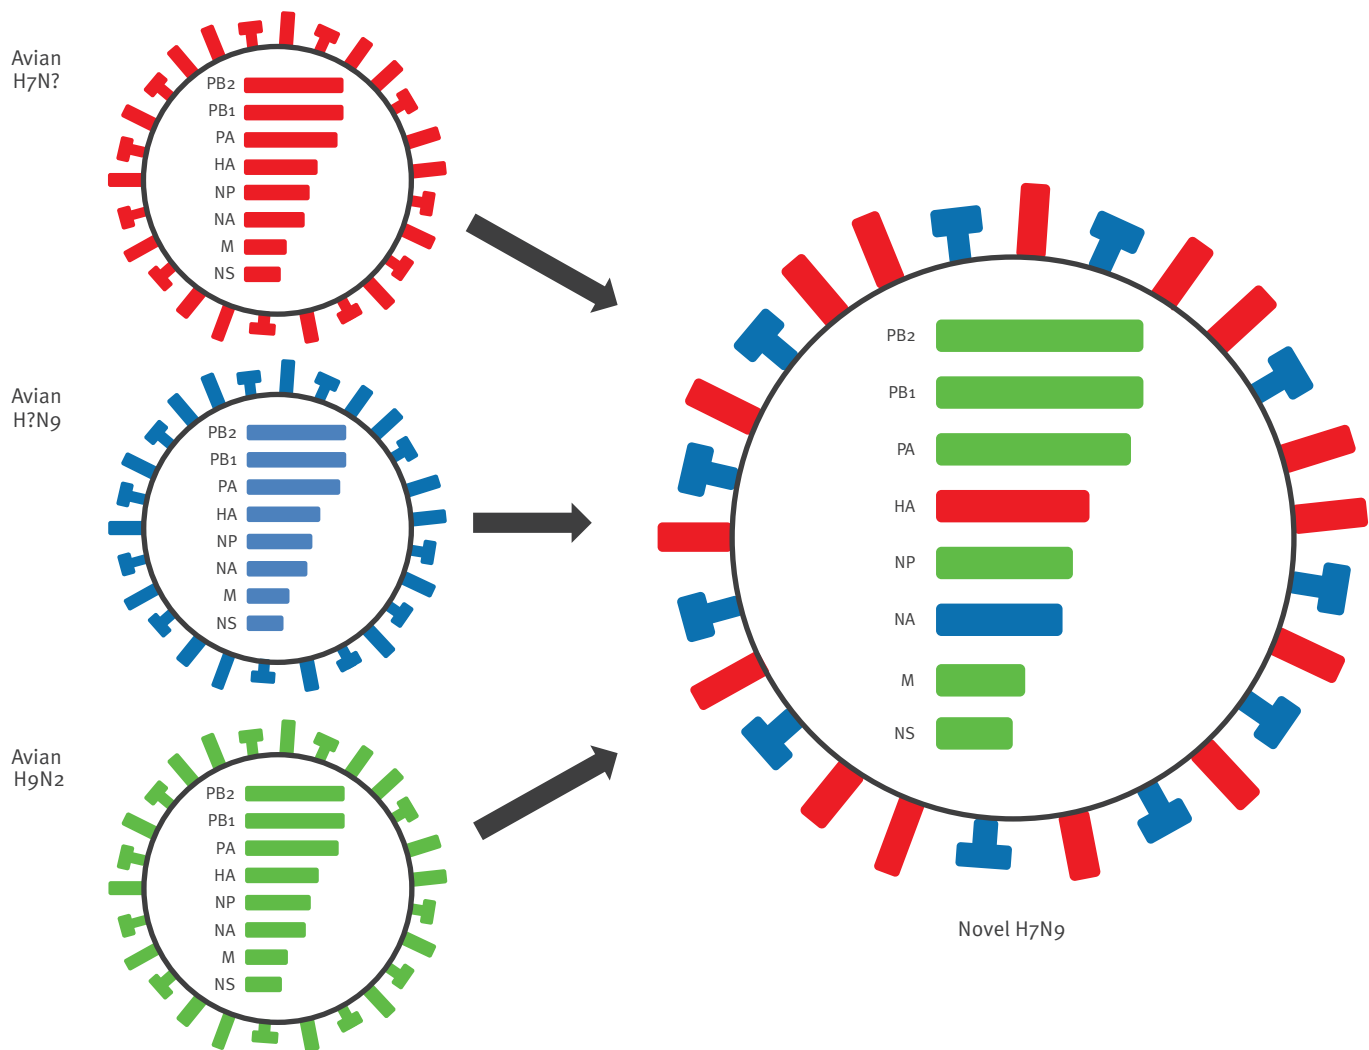 Avian
H7N?
PB2
PB1
PA
HA
NP
NA
M
NS
Avian
H?N9
PB2
PB1
PA
HA
NP
NA
M
NS
Avian
H9N2
PB2
PB1
PA
HA
NP
NA
M
NS
PB2
PB1
PA
HA
NP
NA
M
NS
Novel H7N9